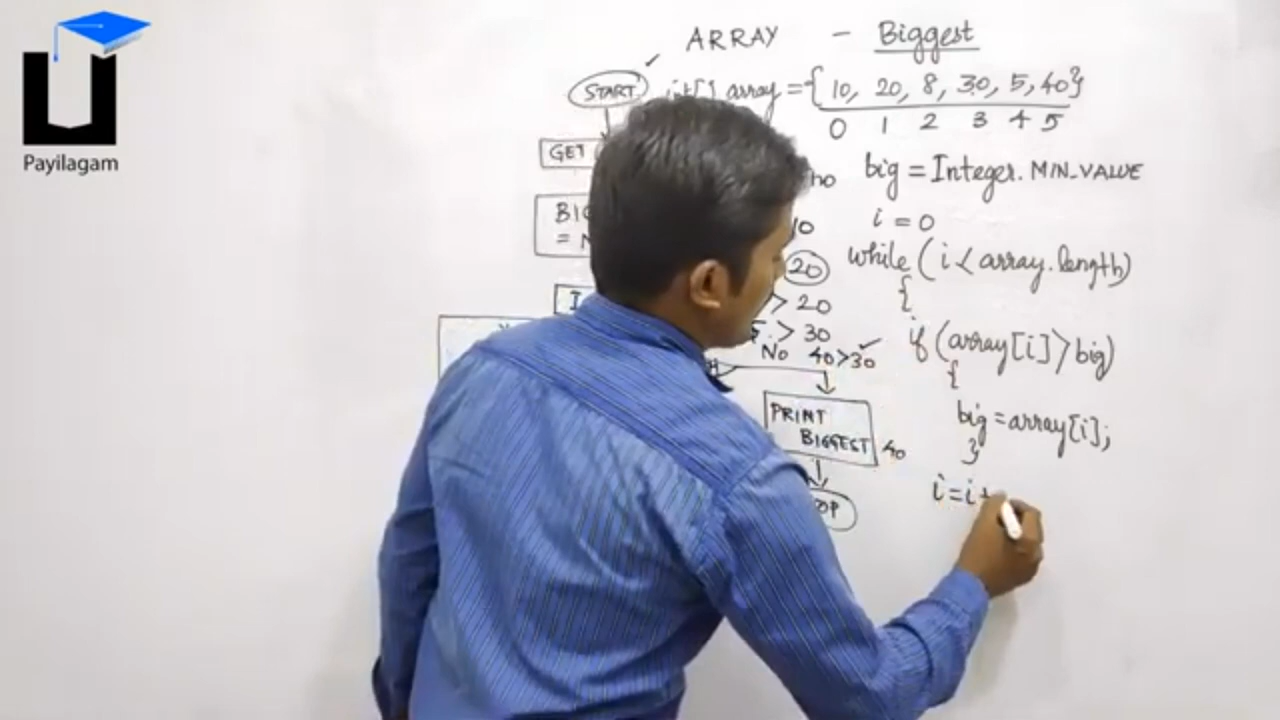 Payilagam
ARRAY - Biggest
START
array = { 10, 20, 8, 30, 5, 40 }
0 1 2 3 4 5
GET
big = Integer. MIN_VALUE
10
i = 0
20
while ( i < array.length)
{
> 20
> 30
if (array[i] > big)
No 40 > 30
{
PRINT
BIGGEST
40
big = array[i];
}
i = i +